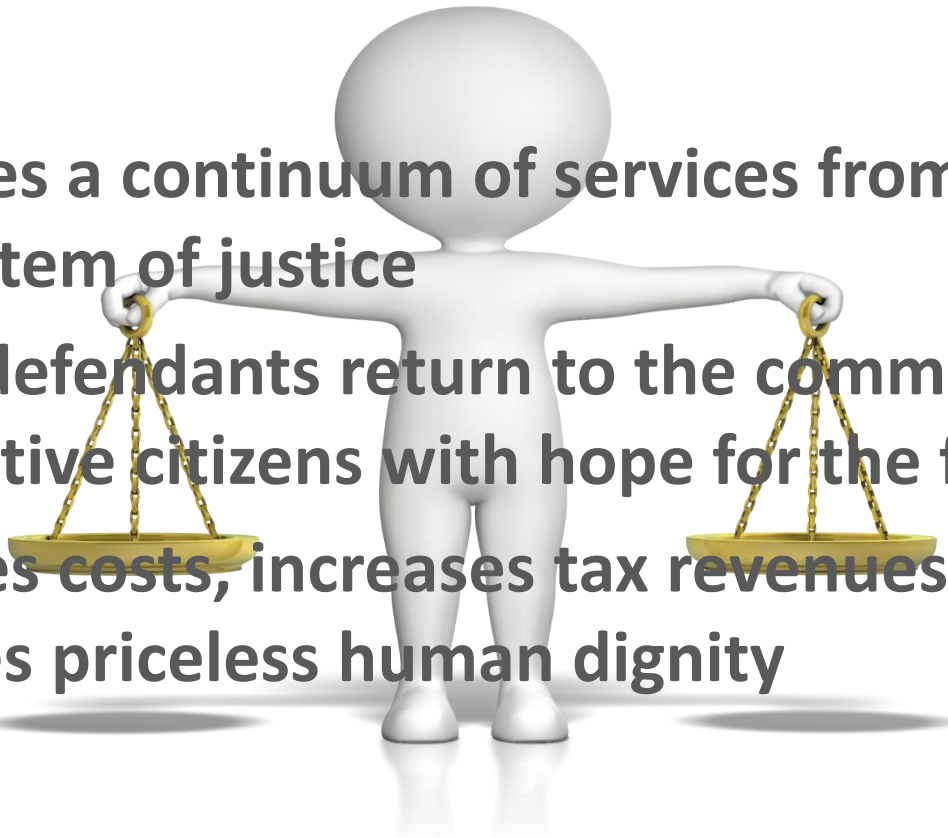 es a continuum of services from
tem of justice
defendants return to the comm
tive citizens with hope for the f
es costs, increases tax revenues
es priceless human dignity